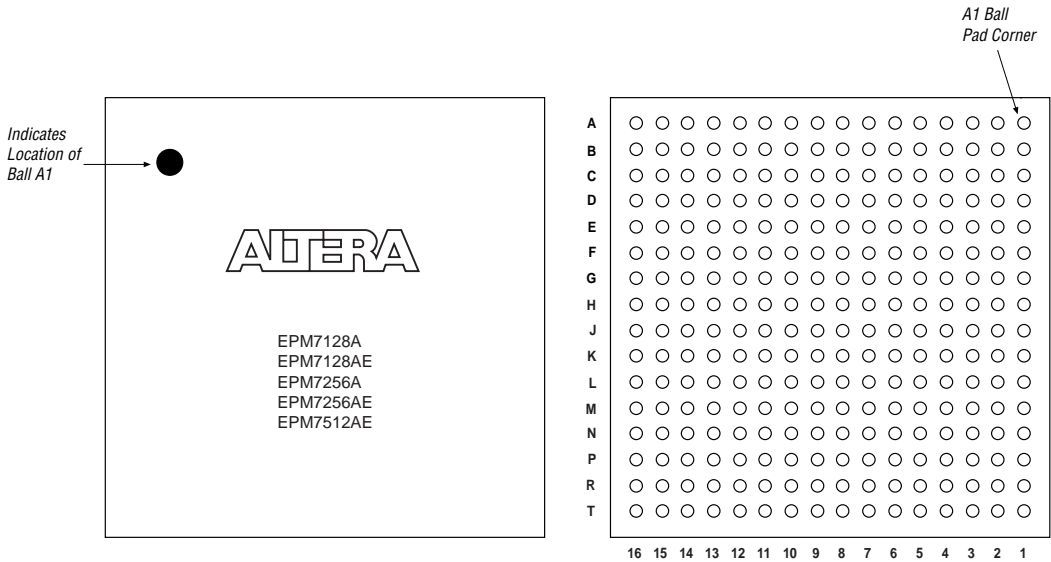 A1 Ball
Pad Corner
Indicates
Location of
Ball A1
ALTERA
EPM7128A
EPM7128AE
EPM7256A
EPM7256AE
EPM7512AE
A
B
C
D
E
F
G
H
J
K
L
M
N
P
R
T
16 15 14 13 12 11 10 9 8 7 6 5 4 3 2 1